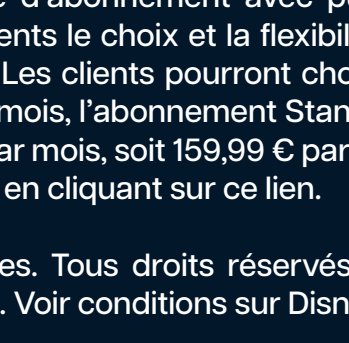 d'abonnement avec
ents le choix et la flexibil
Les clients pourront cho
mois, l'abonnement Stan
ar mois, soit 159,99 € par
en cliquant sur ce lien.
es. Tous droits réservés
. Voir conditions sur Disn